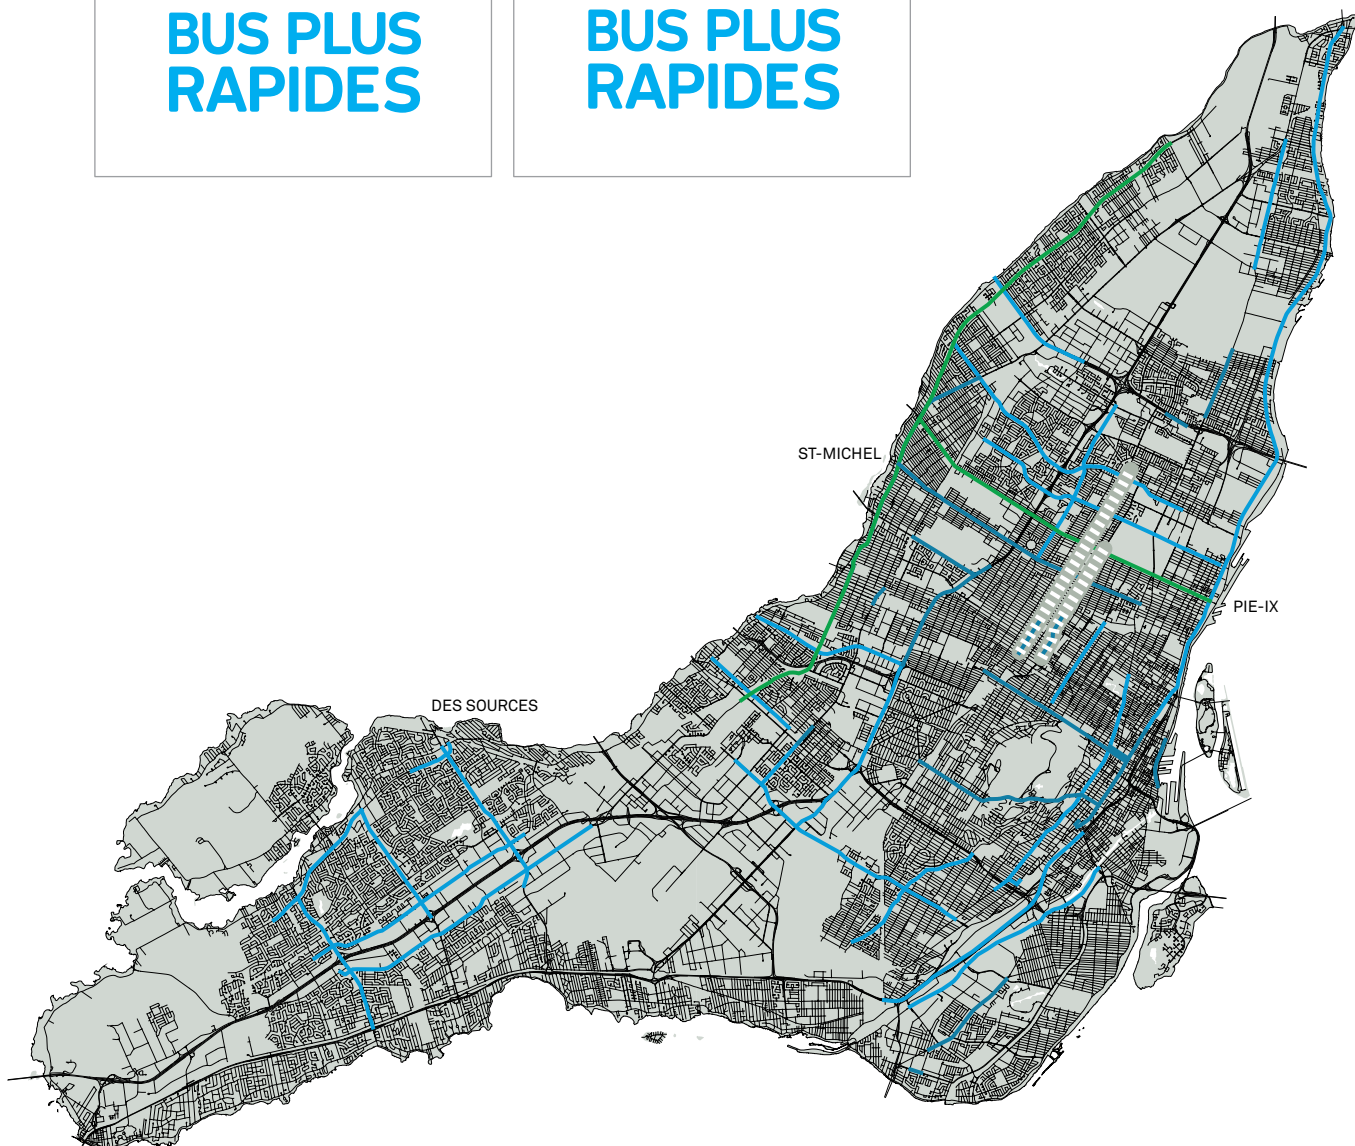 BUS PLUS
RAPIDES
BUS PLUS
RAPIDES
ST-MICHEL
PIE-IX
DES SOURCES